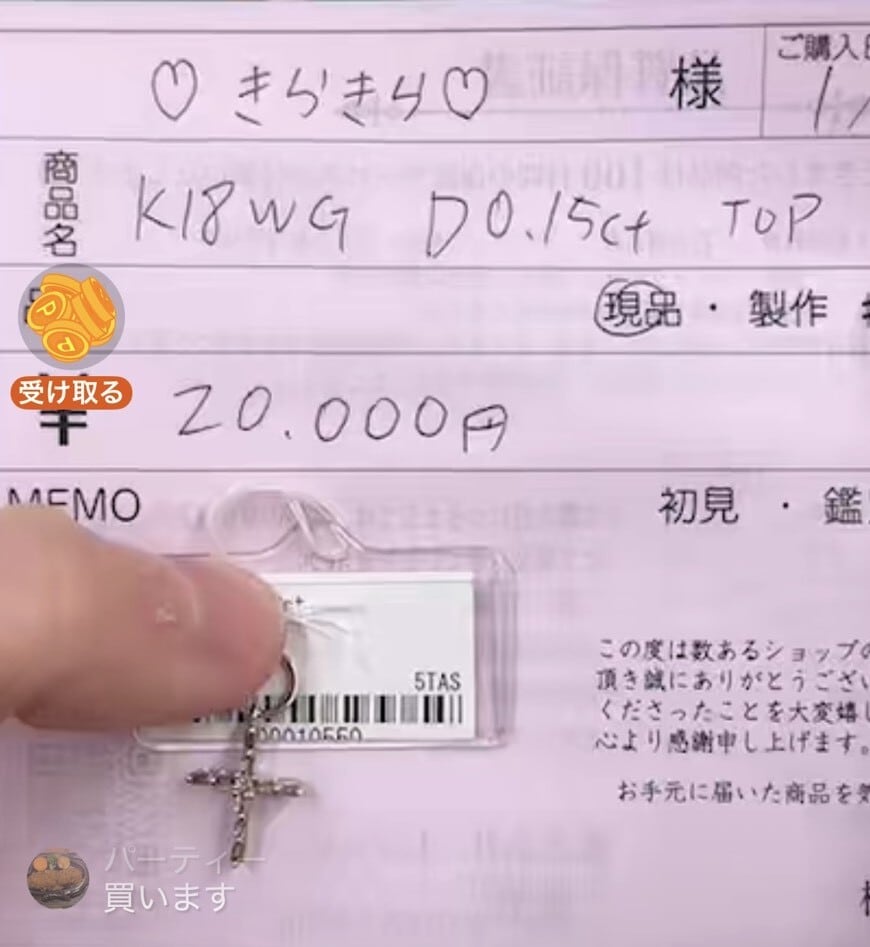 ♡きらきら♡ 様
ご購入日
商品名
K18WG D0.15ct TOP
現品・製作
受け取る
¥ 20.000円
MEMO
初見・鑑
ct
5TAS
00010550
この度は数あるショップの
頂き誠にありがとうござい
くださったことを大変嬉し
心より感謝申し上げます。
お手元に届いた商品を気
パーティー
買います